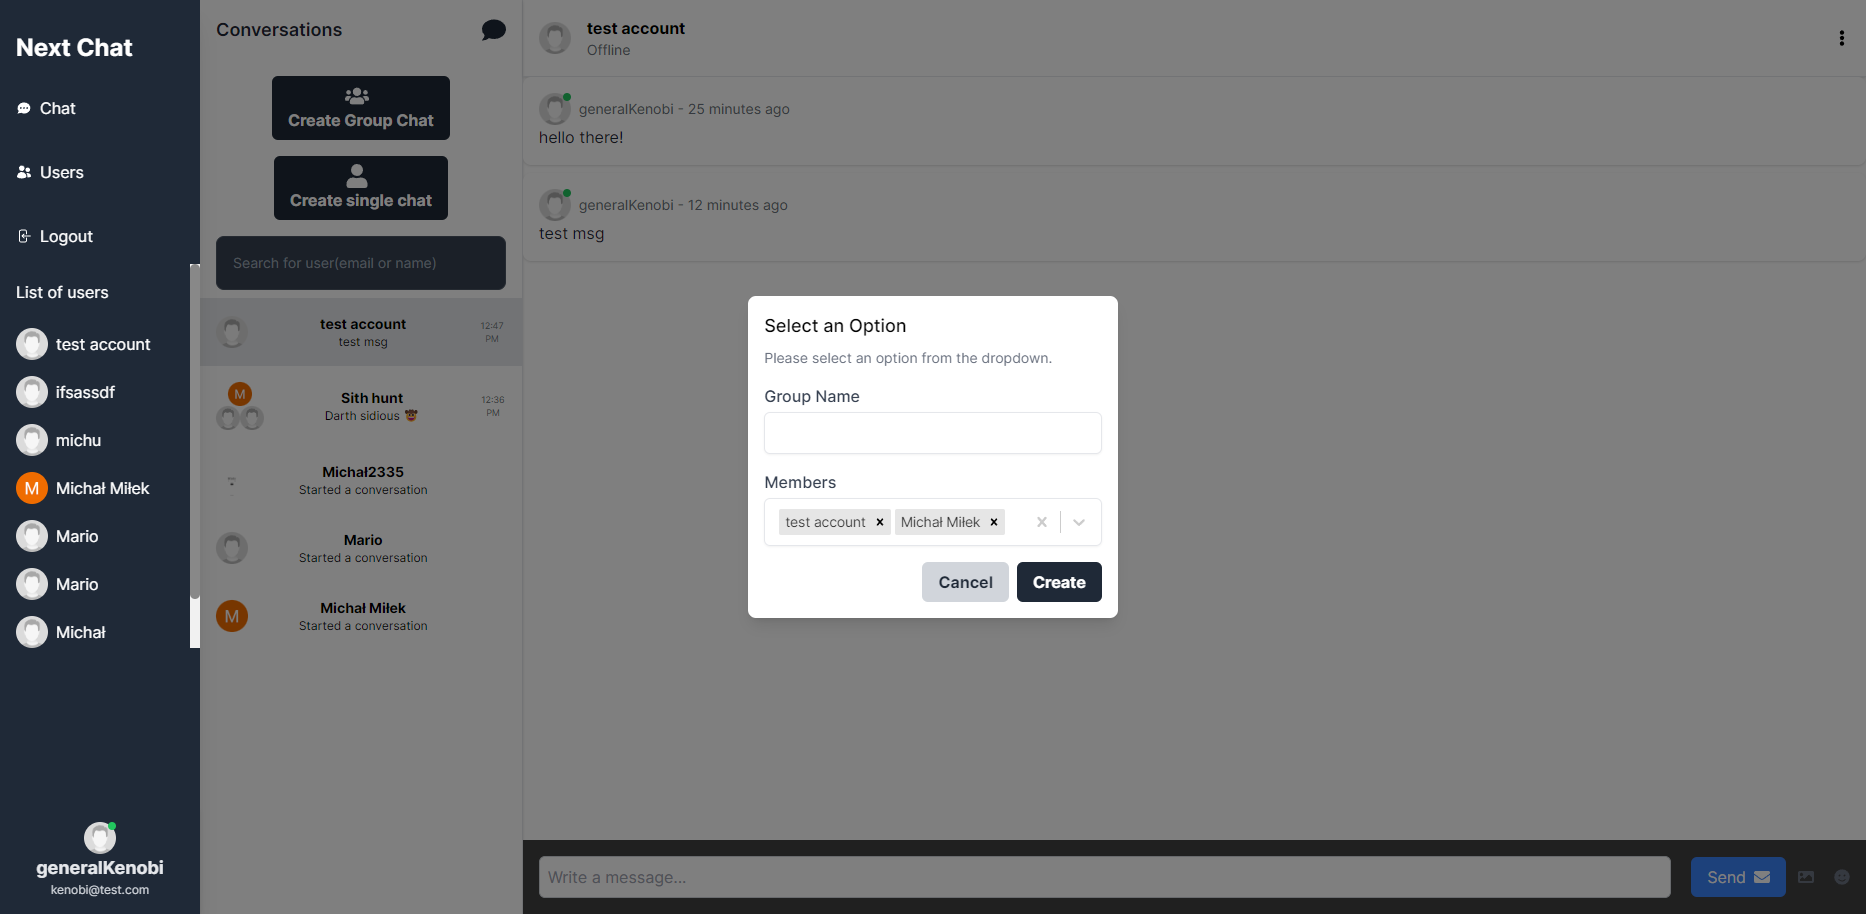 Next Chat
Chat
Users
Logout
List of users
test account
ifsassdf
michu
M Michał Miłek
Mario
Mario
Michał
generalKenobi
kenobi@test.com
Conversations
Create Group Chat
Create single chat
Search for user(email or name)
test account
test msg
12:47
PM
M
Sith hunt
Darth sidious 🤠
12:36
PM
Michał2335
Started a conversation
Mario
Started a conversation
M
Michał Miłek
Started a conversation
test account
Offline
generalKenobi - 25 minutes ago
hello there!
generalKenobi - 12 minutes ago
test msg
Select an Option
Please select an option from the dropdown.
Group Name
Members
test account × Michał Miłek ×
Cancel Create
Write a message...
Send